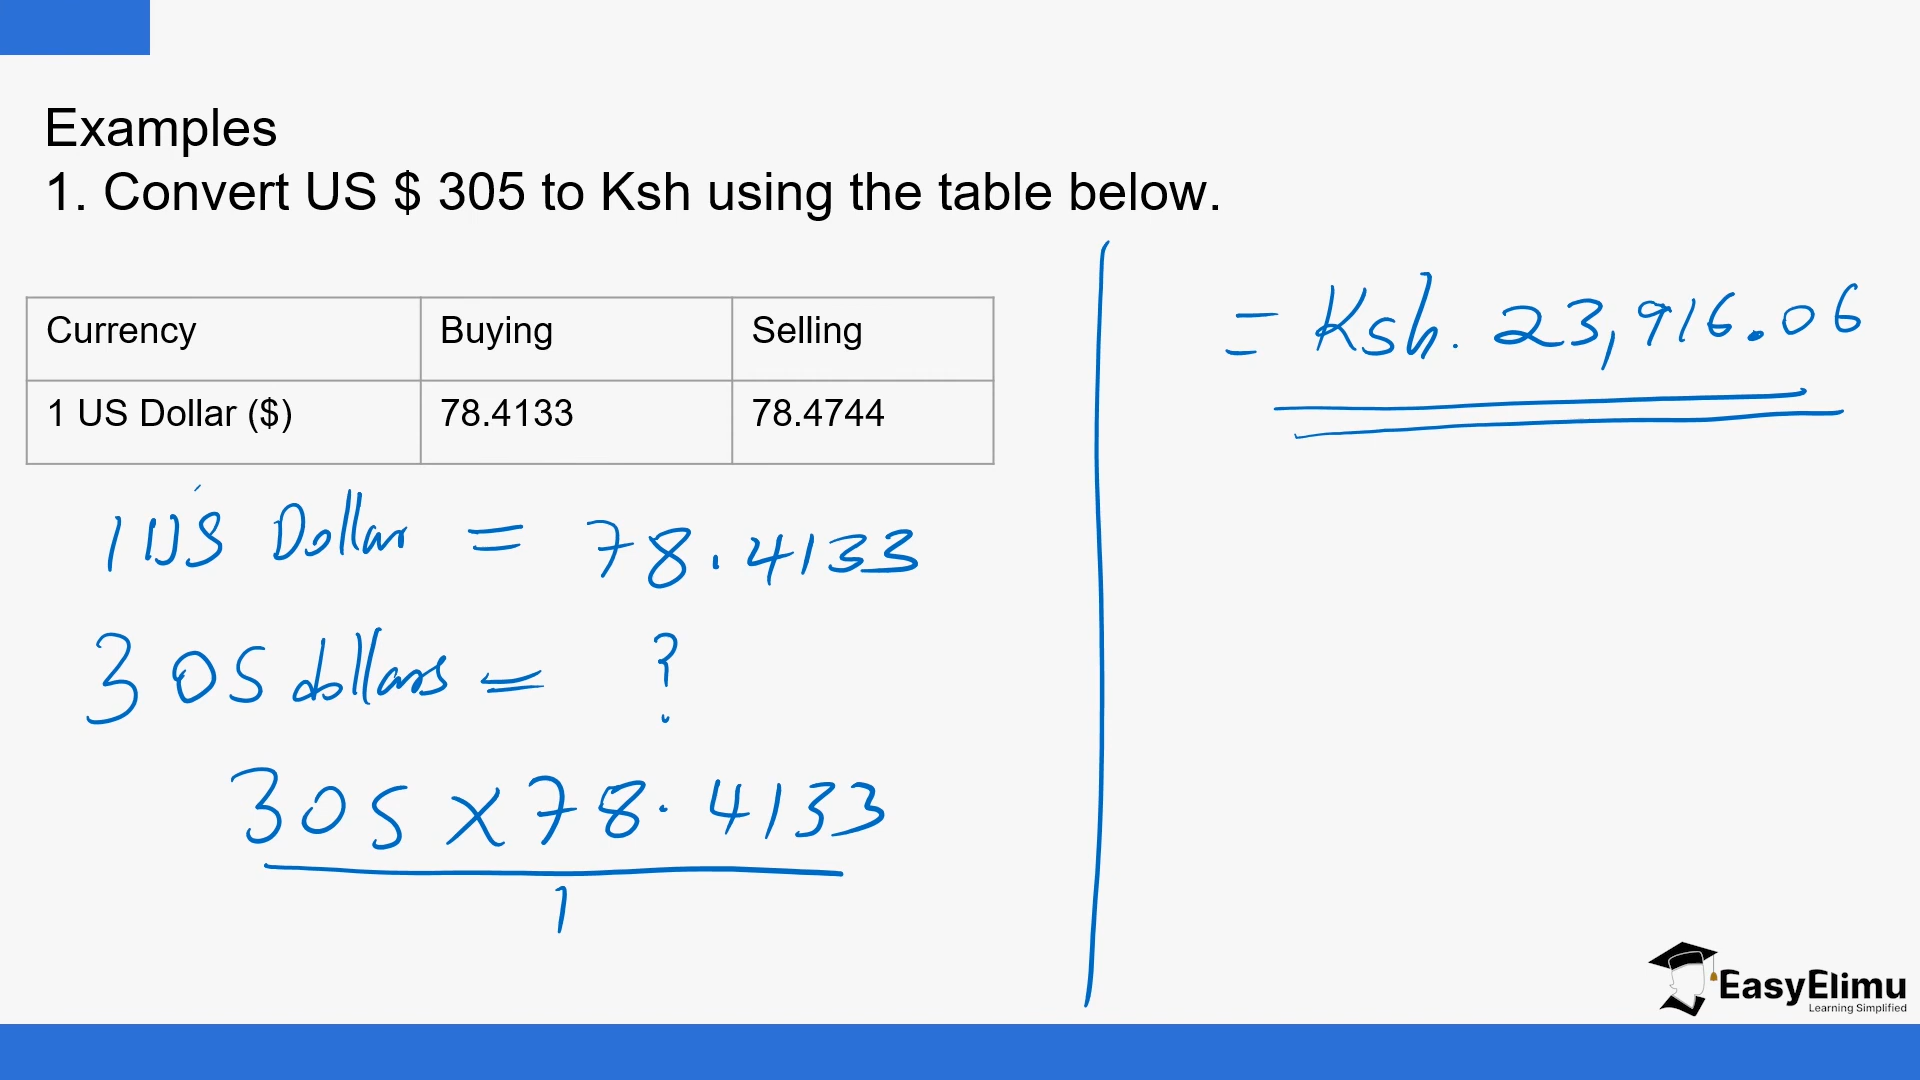 Examples
1. Convert US $ 305 to Ksh using the table below.
Currency Buying Selling
1 US Dollar ($) 78.4133 78.4744
1 US Dollar = 78.4133
305 dollars = ?
305 x 78.4133
1
= Ksh. 23,916.06
EasyElimu
Learning Simplified